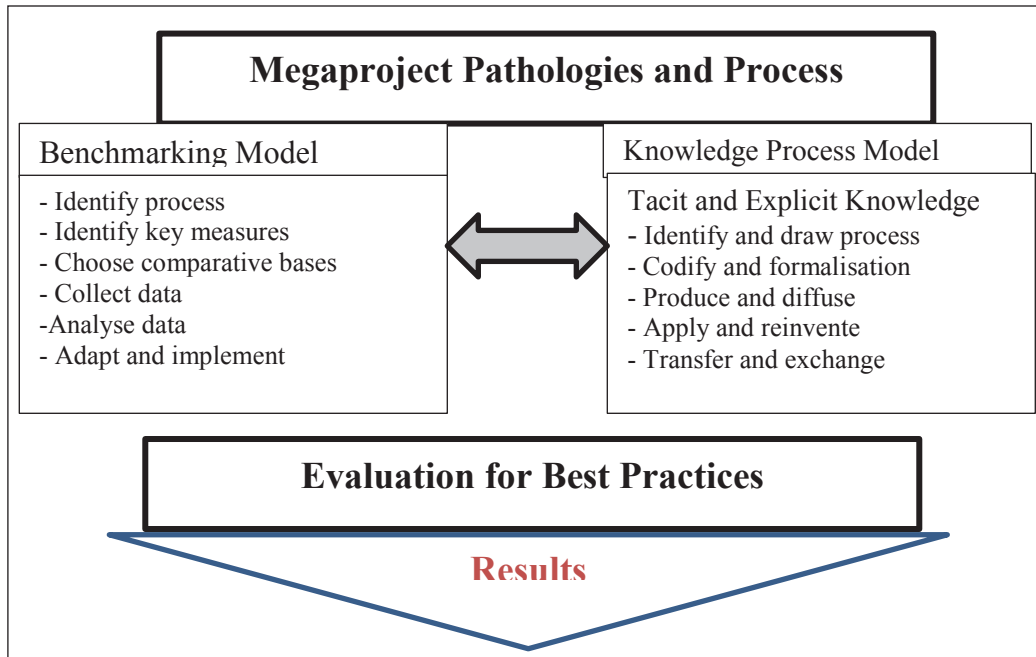 Megaproject Pathologies and Process
Benchmarking Model
- Identify process
- Identify key measures
- Choose comparative bases
- Collect data
-Analyse data
- Adapt and implement
Knowledge Process Model
Tacit and Explicit Knowledge
- Identify and draw process
- Codify and formalisation
- Produce and diffuse
- Apply and reinvente
- Transfer and exchange
Evaluation for Best Practices
Results